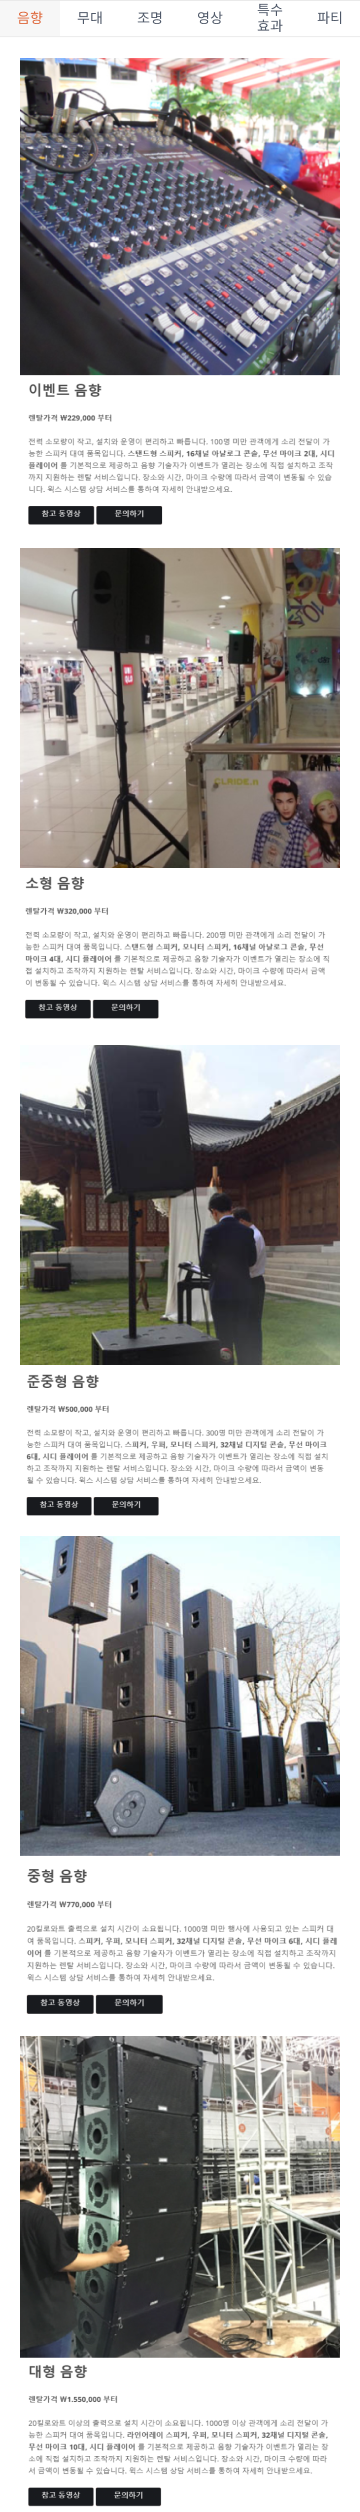 음향 무대 조명 영상 특수 파티
효과
이벤트 음향
렌탈가격 ₩229,000 부터
전력 소모량이 작고, 설치와 운영이 편리하고 빠릅니다. 100명 미만 관객에게 소리 전달이 가
능한 스피커 대여 품목입니다. 스탠드형 스피커, 16채널 아날로그 콘솔, 무선 마이크 2대, 시디
플레이어 를 기본적으로 제공하고 음향 기술자가 이벤트가 열리는 장소에 직접 설치하고 조작
까지 지원하는 렌탈 서비스입니다. 장소와 시간, 마이크 수량에 따라서 금액이 변동될 수 있습
니다. 윅스 시스템 상담 서비스를 통하여 자세히 안내받으세요.
참고 동영상 문의하기
UNI
QLO
CLRIDE.n
소형 음향
렌탈가격 ₩320,000 부터
전력 소모량이 작고, 설치와 운영이 편리하고 빠릅니다. 200명 미만 관객에게 소리 전달이 가
능한 스피커 대여 품목입니다. 스탠드형 스피커, 모니터 스피커, 16채널 아날로그 콘솔, 무선
마이크 4대, 시디 플레이어 를 기본적으로 제공하고 음향 기술자가 이벤트가 열리는 장소에 직
접 설치하고 조작까지 지원하는 렌탈 서비스입니다. 장소와 시간, 마이크 수량에 따라서 금액
이 변동될 수 있습니다. 윅스 시스템 상담 서비스를 통하여 자세히 안내받으세요.
참고 동영상 문의하기
준중형 음향
렌탈가격 ₩500,000 부터
전력 소모량이 작고, 설치와 운영이 편리하고 빠릅니다. 300명 미만 관객에게 소리 전달이 가
능한 스피커 대여 품목입니다. 스피커, 우퍼, 모니터 스피커, 32채널 디지털 콘솔, 무선 마이크
6대, 시디 플레이어 를 기본적으로 제공하고 음향 기술자가 이벤트가 열리는 장소에 직접 설치
하고 조작까지 지원하는 렌탈 서비스입니다. 장소와 시간, 마이크 수량에 따라서 금액이 변동
될 수 있습니다. 윅스 시스템 상담 서비스를 통하여 자세히 안내받으세요.
참고 동영상 문의하기
중형 음향
렌탈가격 ₩770,000 부터
20킬로와트 출력으로 설치 시간이 소요됩니다. 1000명 미만 행사에 사용되고 있는 스피커 대
여 품목입니다. 스피커, 우퍼, 모니터 스피커, 32채널 디지털 콘솔, 무선 마이크 6대, 시디 플레
이어 를 기본적으로 제공하고 음향 기술자가 이벤트가 열리는 장소에 직접 설치하고 조작까지
지원하는 렌탈 서비스입니다. 장소와 시간, 마이크 수량에 따라서 금액이 변동될 수 있습니다.
윅스 시스템 상담 서비스를 통하여 자세히 안내받으세요.
참고 동영상 문의하기
대형 음향
렌탈가격 ₩1,550,000 부터
20킬로와트 이상의 출력으로 설치 시간이 소요됩니다. 1000명 이상 관객에게 소리 전달이 가
능한 스피커 대여 품목입니다. 라인어레이 스피커, 우퍼, 모니터 스피커, 32채널 디지털 콘솔,
무선 마이크 10대, 시디 플레이어 를 기본적으로 제공하고 음향 기술자가 이벤트가 열리는 장
소에 직접 설치하고 조작까지 지원하는 렌탈 서비스입니다. 장소와 시간, 마이크 수량에 따라
서 금액이 변동될 수 있습니다. 윅스 시스템 상담 서비스를 통하여 자세히 안내받으세요.
참고 동영상 문의하기